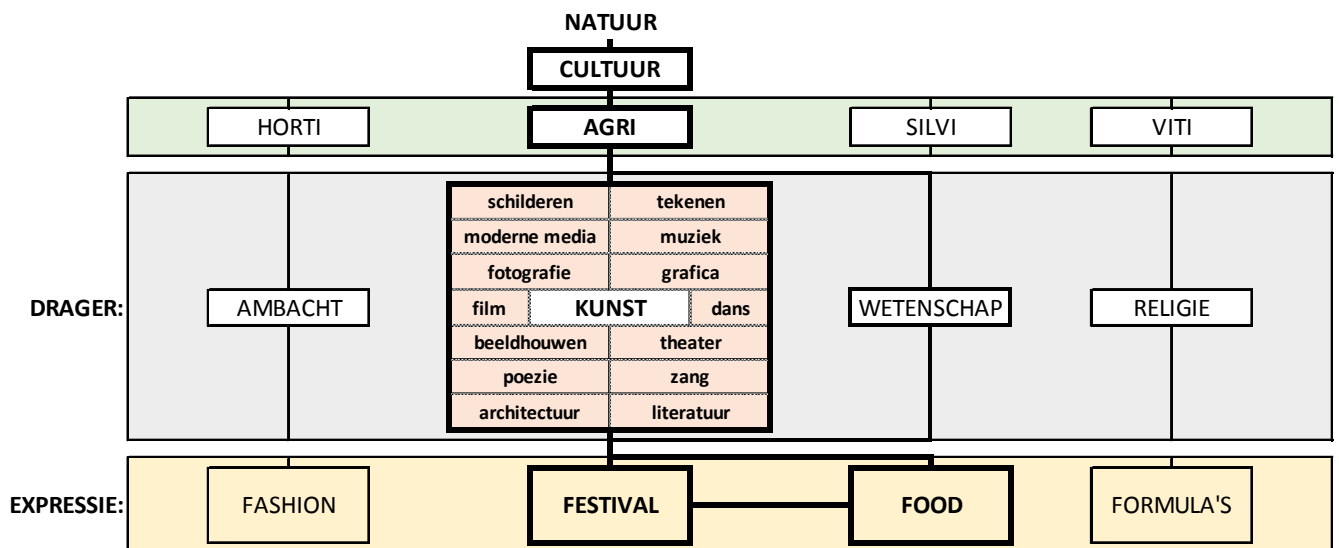 NATUUR
CULTUUR
HORTI AGRI SILVI VITI
schilderen tekenen
moderne media muziek
fotografie grafica
DRAGER: AMBACHT film KUNST dans WETENSCHAP RELIGIE
beeldhouwen theater
poezie zang
architectuur literatuur
EXPRESSIE: FASHION FESTIVAL FOOD FORMULA'S